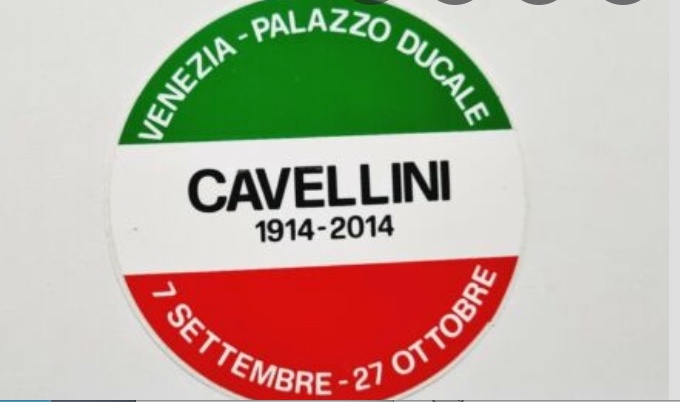 VENEZIA - PALAZZO DUCALE
CAVELLINI
1914-2014
7 SETTEMBRE - 27 OTTOBRE